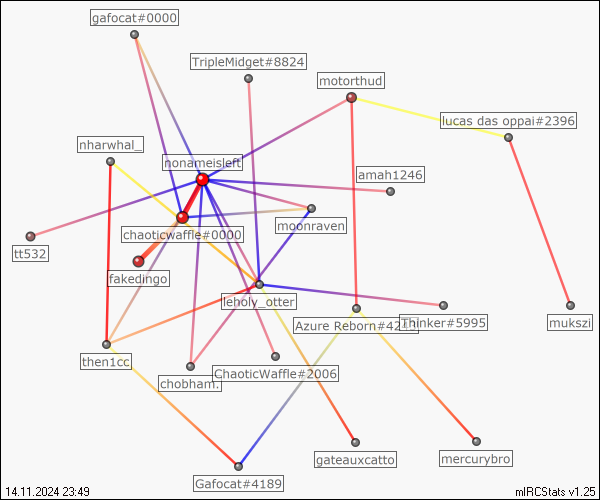 gafocat#0000
TripleMidget#8824
motorthud
lucas das oppai#2396
nharwhal_
nonameisleft
amah1246
chaoticwaffle#0000
moonraven
tt532
fakedingo
leholy_otter
Azure Reborn#42
Thinker#5995
mukszi
then1cc
chobham.
ChaoticWaffle#2006
gateauxcatto
mercurybro
Gafocat#4189
14.11.2024 23:49
mIRCStats v1.25